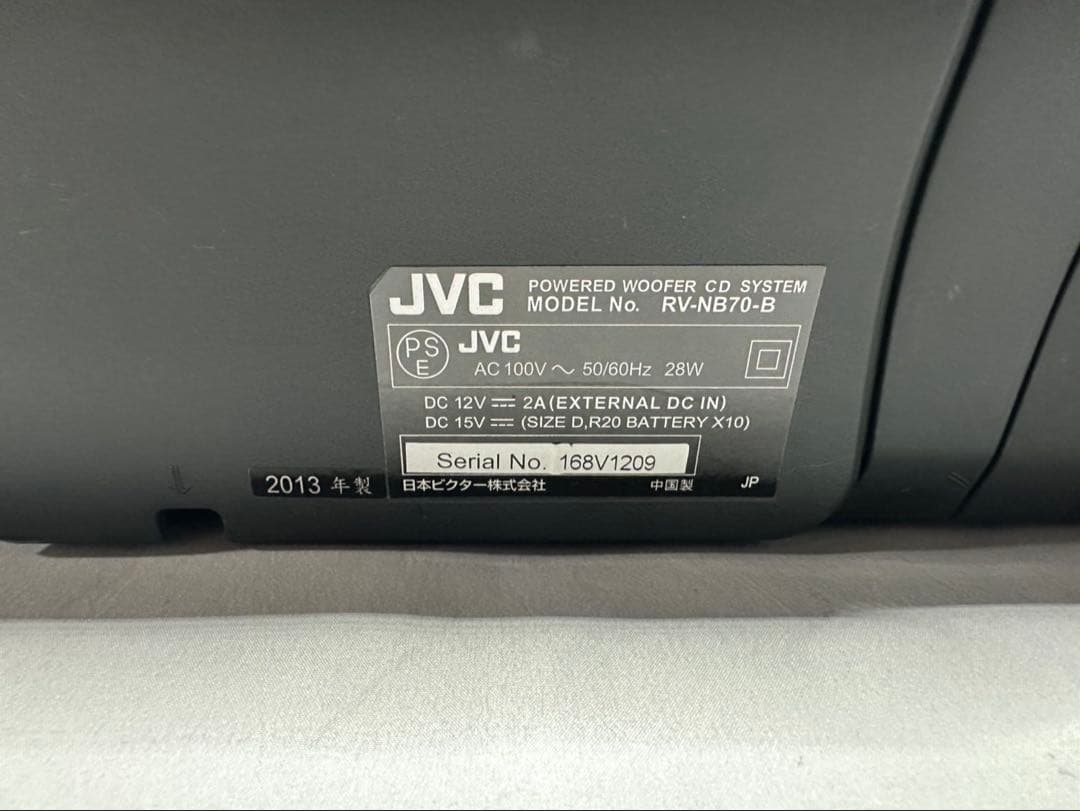 JVC POWERED WOOFER CD SYSTEM
MODEL No. RV-NB70-B
PSE JVC
AC 100V ～ 50/60Hz 28W
DC 12V ⎓ 2A (EXTERNAL DC IN)
DC 15V ⎓ (SIZE D,R20 BATTERY X10)
Serial No. 168V1209
2013 年製 日本ビクター株式会社 中国製 JP